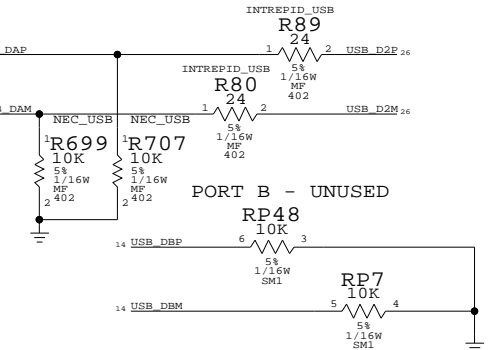 INTREPID_USB
R89
24
_DAP
1
2
USB_D2P 26
5%
1/16W
MF
402
INTREPID_USB
R80
24
_DAM
1
2
USB_D2M 26
5%
1/16W
MF
402
NEC_USB
NEC_USB
1
R699
10K
5%
1/16W
MF
402
2
1
R707
10K
5%
1/16W
MF
402
2
PORT B - UNUSED
RP48
10K
14 USB_DBP
6
3
5%
1/16W
SM1
RP7
10K
14 USB_DBM
5
4
5%
1/16W
SM1